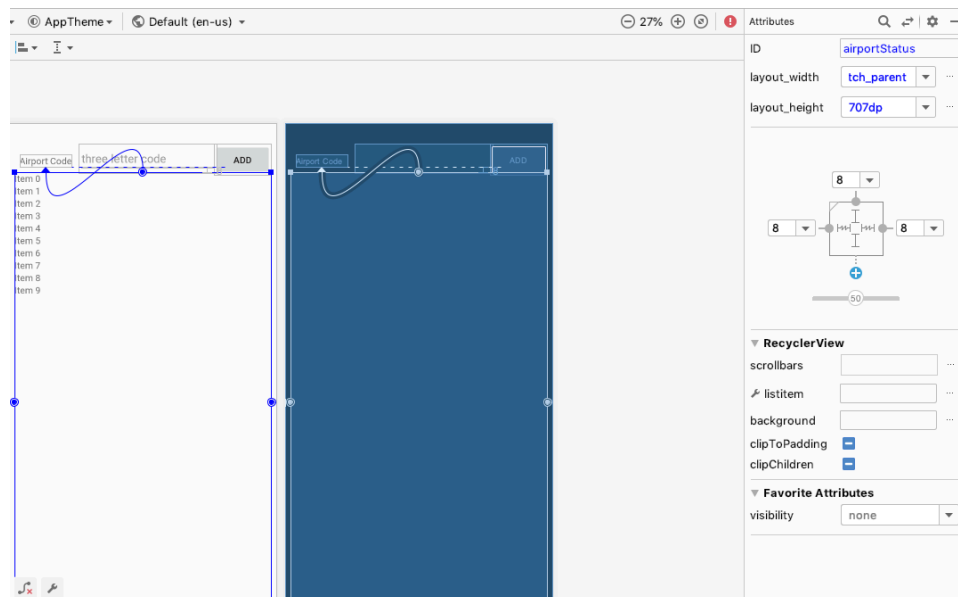 AppTheme Default (en-us) 27% Attributes
ID airportStatus
layout_width tch_parent
layout_height 707dp
Airport Code three letter code ADD
Airport Code ADD
Item 0
Item 1
Item 2
Item 3
Item 4
Item 5
Item 6
Item 7
Item 8
Item 9
8
8 8
50
RecyclerView
scrollbars
listitem
background
clipToPadding
clipChildren
Favorite Attributes
visibility none